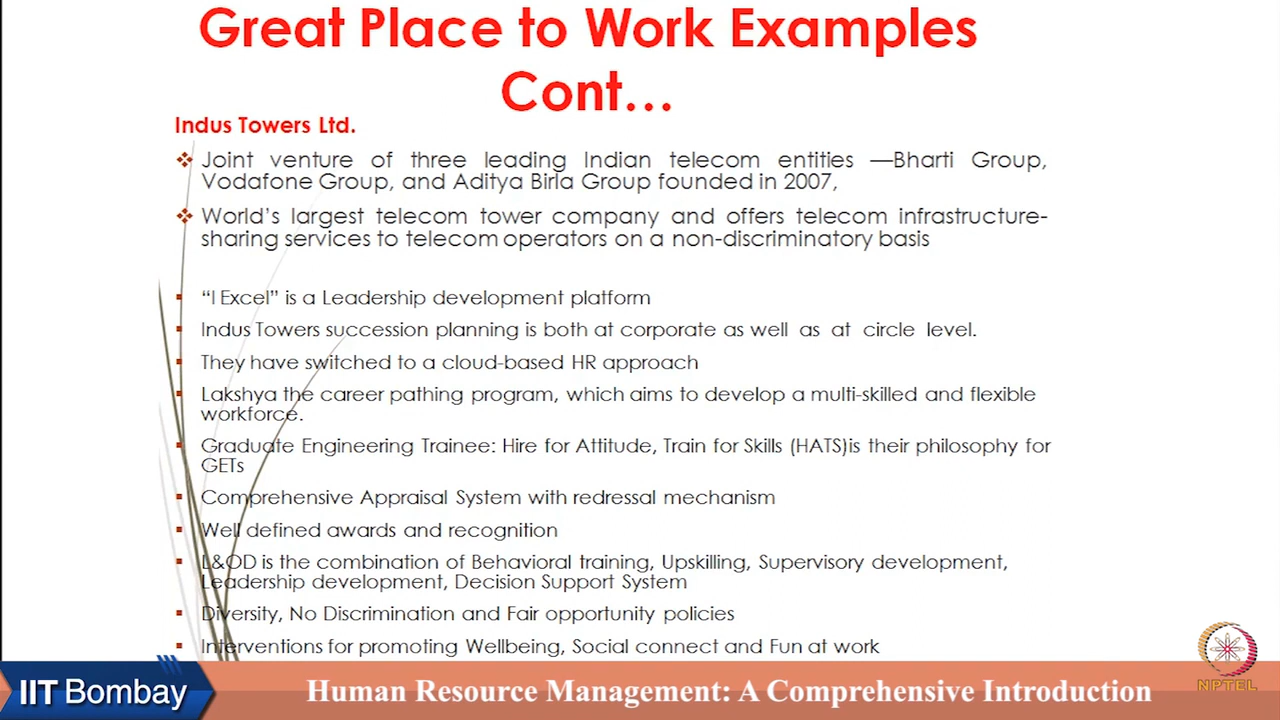 Great Place to Work Examples
Cont…
Indus Towers Ltd.
Joint venture of three leading Indian telecom entities —Bharti Group,
Vodafone Group, and Aditya Birla Group founded in 2007,
World's largest telecom tower company and offers telecom infrastructure-
sharing services to telecom operators on a non-discriminatory basis
"I Excel" is a Leadership development platform
Indus Towers succession planning is both at corporate as well as at circle level.
They have switched to a cloud-based HR approach
Lakshya the career pathing program, which aims to develop a multi-skilled and flexible
workforce.
Graduate Engineering Trainee: Hire for Attitude, Train for Skills (HATS)is their philosophy for
GETs
Comprehensive Appraisal System with redressal mechanism
Well defined awards and recognition
L&OD is the combination of Behavioral training, Upskilling, Supervisory development,
Leadership development, Decision Support System
Diversity, No Discrimination and Fair opportunity policies
Interventions for promoting Wellbeing, Social connect and Fun at work
IIT Bombay
Human Resource Management: A Comprehensive Introduction
NPTEL